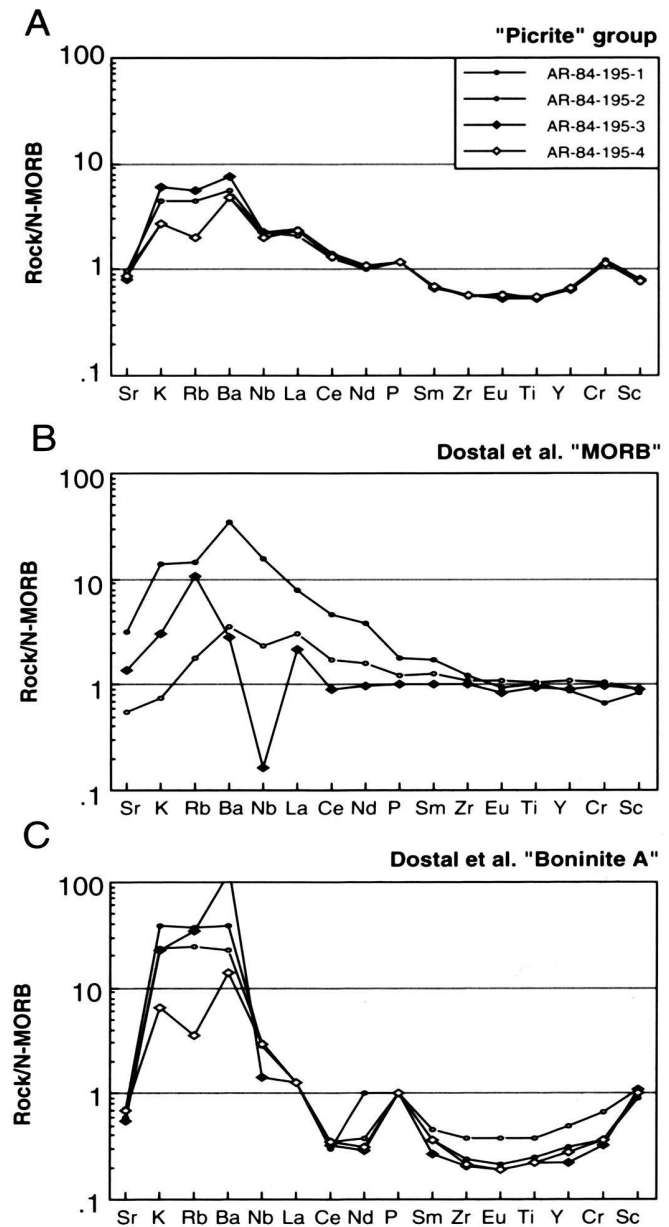 A
"Picrite" group
100
10
1
.1
Rock/N-MORB
AR-84-195-1
AR-84-195-2
AR-84-195-3
AR-84-195-4
Sr K Rb Ba Nb La Ce Nd P Sm Zr Eu Ti Y Cr Sc
B
Dostal et al. "MORB"
100
10
1
.1
Rock/N-MORB
Sr K Rb Ba Nb La Ce Nd P Sm Zr Eu Ti Y Cr Sc
C
Dostal et al. "Boninite A"
100
10
1
.1
Rock/N-MORB
Sr K Rb Ba Nb La Ce Nd P Sm Zr Eu Ti Y Cr Sc